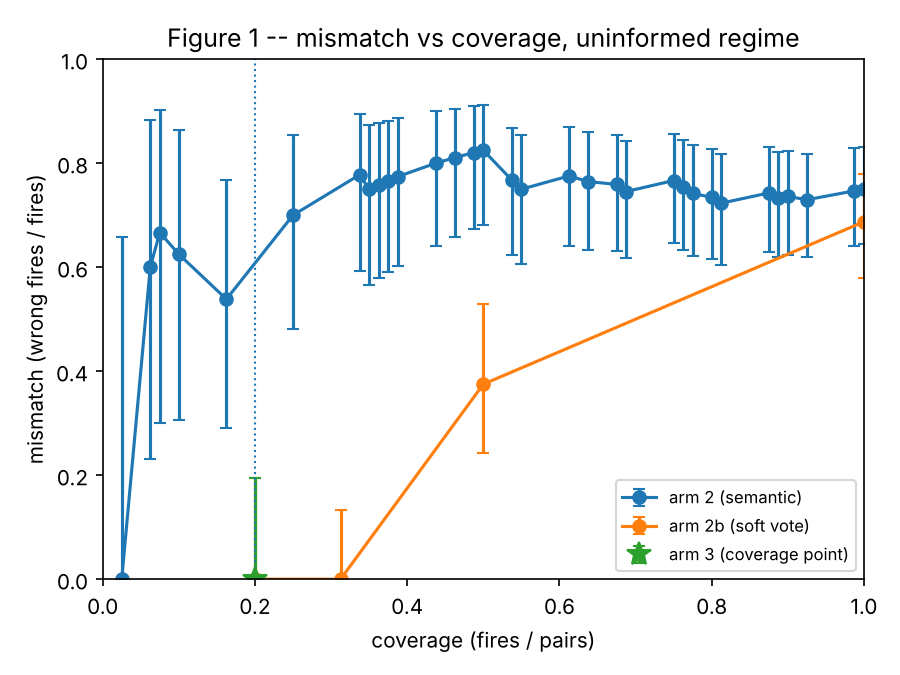 Figure 1 -- mismatch vs coverage, uninformed regime
mismatch (wrong fires / fires)
1.0
0.8
0.6
0.4
0.2
0.0
arm 2 (semantic)
arm 2b (soft vote)
arm 3 (coverage point)
0.0 0.2 0.4 0.6 0.8 1.0
coverage (fires / pairs)